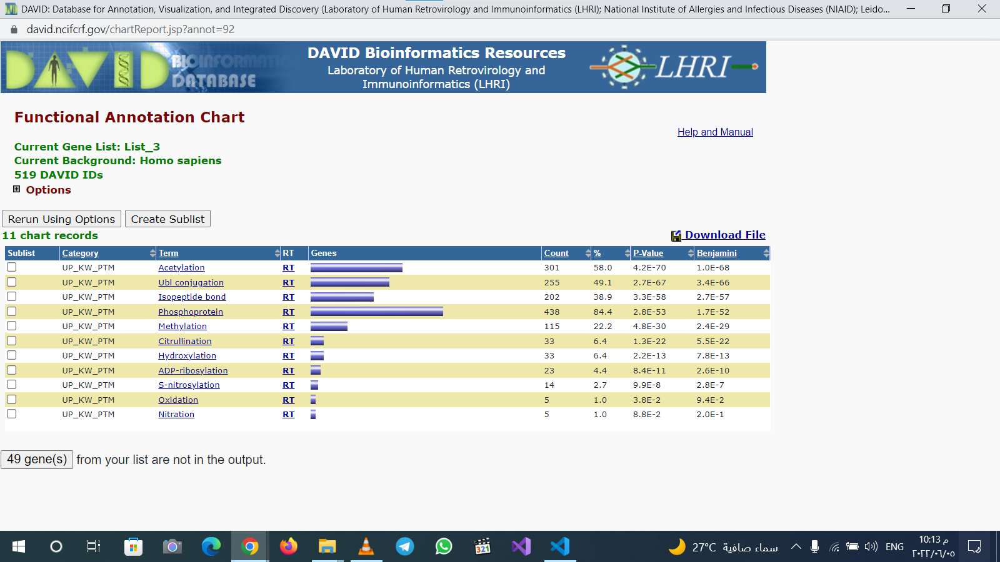 DAVID: Database for Annotation, Visualization, and Integrated Discovery (Laboratory of Human Retrovirology and Immunoinformatics (LHRI); National Institute of Allergies and Infectious Diseases (NIAID); Leido...
david.ncifcrf.gov/chartReport.jsp?annot=92
DAVID BIOINFORMATICS DATABASE
DAVID Bioinformatics Resources
Laboratory of Human Retrovirology and
Immunoinformatics (LHRI)
LHRI
Functional Annotation Chart
Help and Manual
Current Gene List: List_3
Current Background: Homo sapiens
519 DAVID IDs
Options
Rerun Using Options Create Sublist
11 chart records Download File
Sublist Category Term RT Genes Count % P-Value Benjamini
UP_KW_PTM Acetylation RT 301 58.0 4.2E-70 1.0E-68
UP_KW_PTM Ubl conjugation RT 255 49.1 2.7E-67 3.4E-66
UP_KW_PTM Isopeptide bond RT 202 38.9 3.3E-58 2.7E-57
UP_KW_PTM Phosphoprotein RT 438 84.4 2.8E-53 1.7E-52
UP_KW_PTM Methylation RT 115 22.2 4.8E-30 2.4E-29
UP_KW_PTM Citrullination RT 33 6.4 1.3E-22 5.5E-22
UP_KW_PTM Hydroxylation RT 33 6.4 2.2E-13 7.8E-13
UP_KW_PTM ADP-ribosylation RT 23 4.4 8.4E-11 2.6E-10
UP_KW_PTM S-nitrosylation RT 14 2.7 9.9E-8 2.8E-7
UP_KW_PTM Oxidation RT 5 1.0 3.8E-2 9.4E-2
UP_KW_PTM Nitration RT 5 1.0 8.8E-2 2.0E-1
49 gene(s) from your list are not in the output.
321
27°C سماء صافية
ENG
10:13 م
٢٠٢٢/٠٦/٠٥